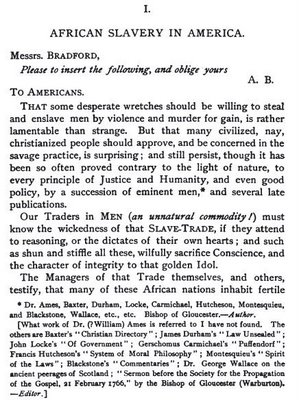 I.
AFRICAN SLAVERY IN AMERICA.
Messrs. BRADFORD,
Please to insert the following, and oblige yours
A. B.
TO AMERICANS.
THAT some desperate wretches should be willing to steal
and enslave men by violence and murder for gain, is rather
lamentable than strange. But that many civilized, nay,
christianized people should approve, and be concerned in the
savage practice, is surprising; and still persist, though it has
been so often proved contrary to the light of nature, to
every principle of Justice and Humanity, and even good
policy, by a succession of eminent men,* and several late
publications.
Our Traders in MEN (an unnatural commodity!) must
know the wickedness of that SLAVE-TRADE, if they attend
to reasoning, or the dictates of their own hearts; and such
as shun and stiffle all these, wilfully sacrifice Conscience, and
the character of integrity to that golden Idol.
The Managers of that Trade themselves, and others,
testify, that many of these African nations inhabit fertile
* Dr. Ames, Baxter, Durham, Locke, Carmichael, Hutcheson, Montesquieu,
and Blackstone, Wallace, etc., etc. Bishop of Gloucester.—Author.
[What work of Dr. (?William) Ames is referred to I have not found. The
others are Baxter's "Christian Directory"; James Durham's "Law Unsealed";
John Locke's "Of Government"; Gerschomus Carmichael's "Puffendorf";
Francis Hutcheson's "System of Moral Philosophy"; Montesquieu's "Spirit
of the Laws"; Blackstone's "Commentaries"; Dr. George Wallace on the
ancient peerages of Scotland; "Sermon before the Society for the Propagation
of the Gospel, 21 February 1766," by the Bishop of Gloucester (Warburton).
—Editor.]